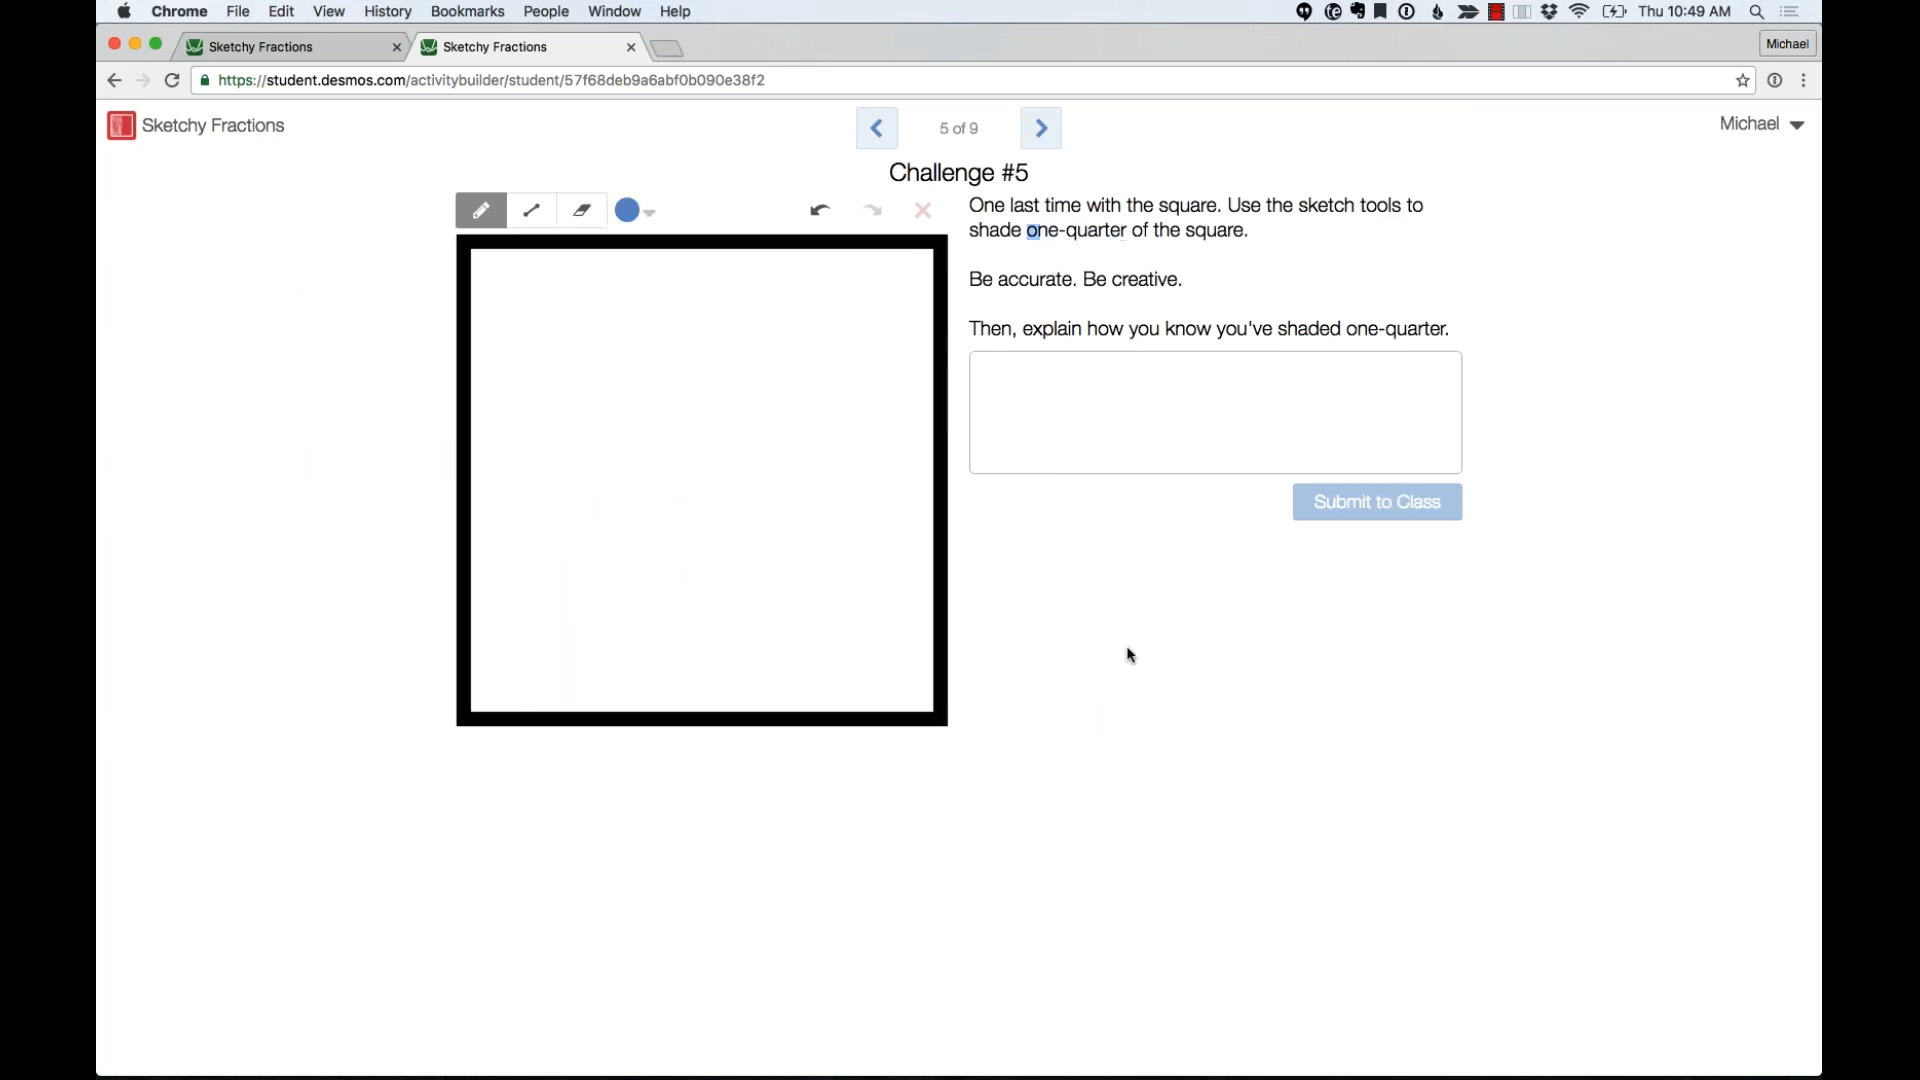 Chrome File Edit View History Bookmarks People Window Help Thu 10:49 AM
Sketchy Fractions Sketchy Fractions Michael
https://student.desmos.com/activitybuilder/student/57f68deb9a6abf0b090e38f2
Sketchy Fractions 5 of 9 Michael
Challenge #5
One last time with the square. Use the sketch tools to
shade one-quarter of the square.
Be accurate. Be creative.
Then, explain how you know you've shaded one-quarter.
Submit to Class